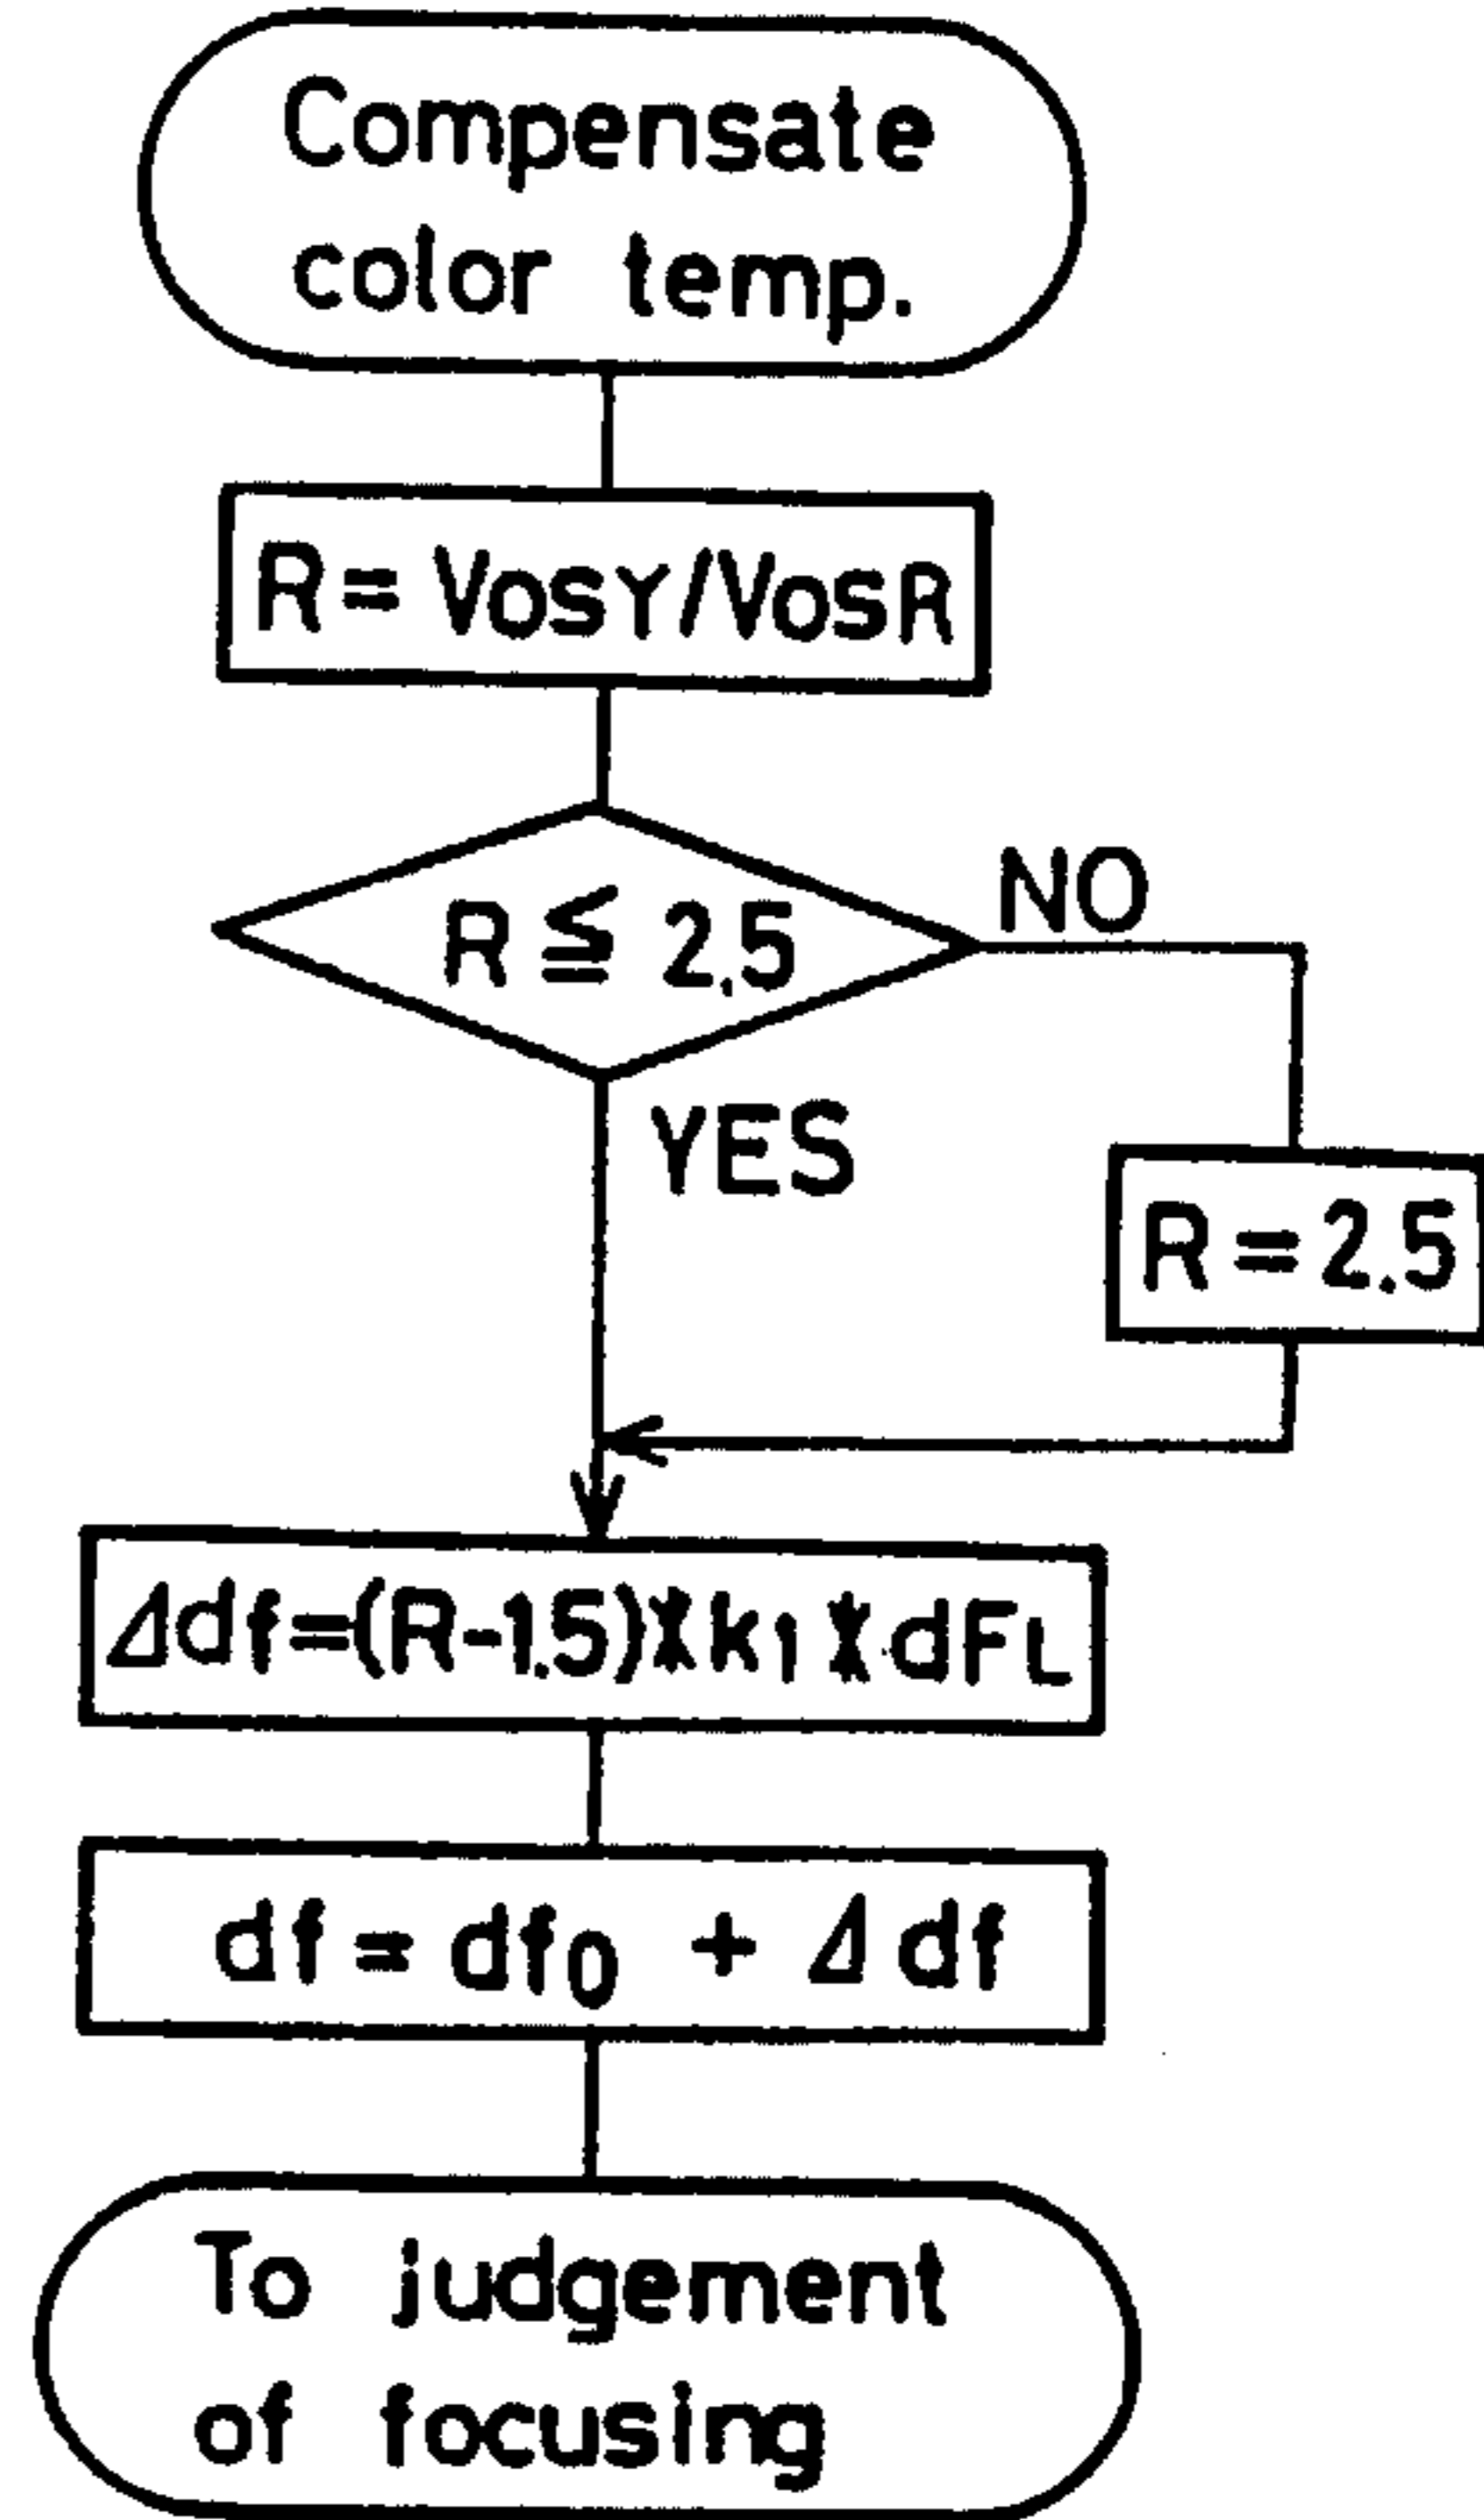 Compensate
color temp.
R= VOSY/VOSR
R ≦ 2.5
NO
YES
R = 2.5
Δdf=(R-1.5)×k1×dFL
df = df0 + Δdf
To judgement
of focusing